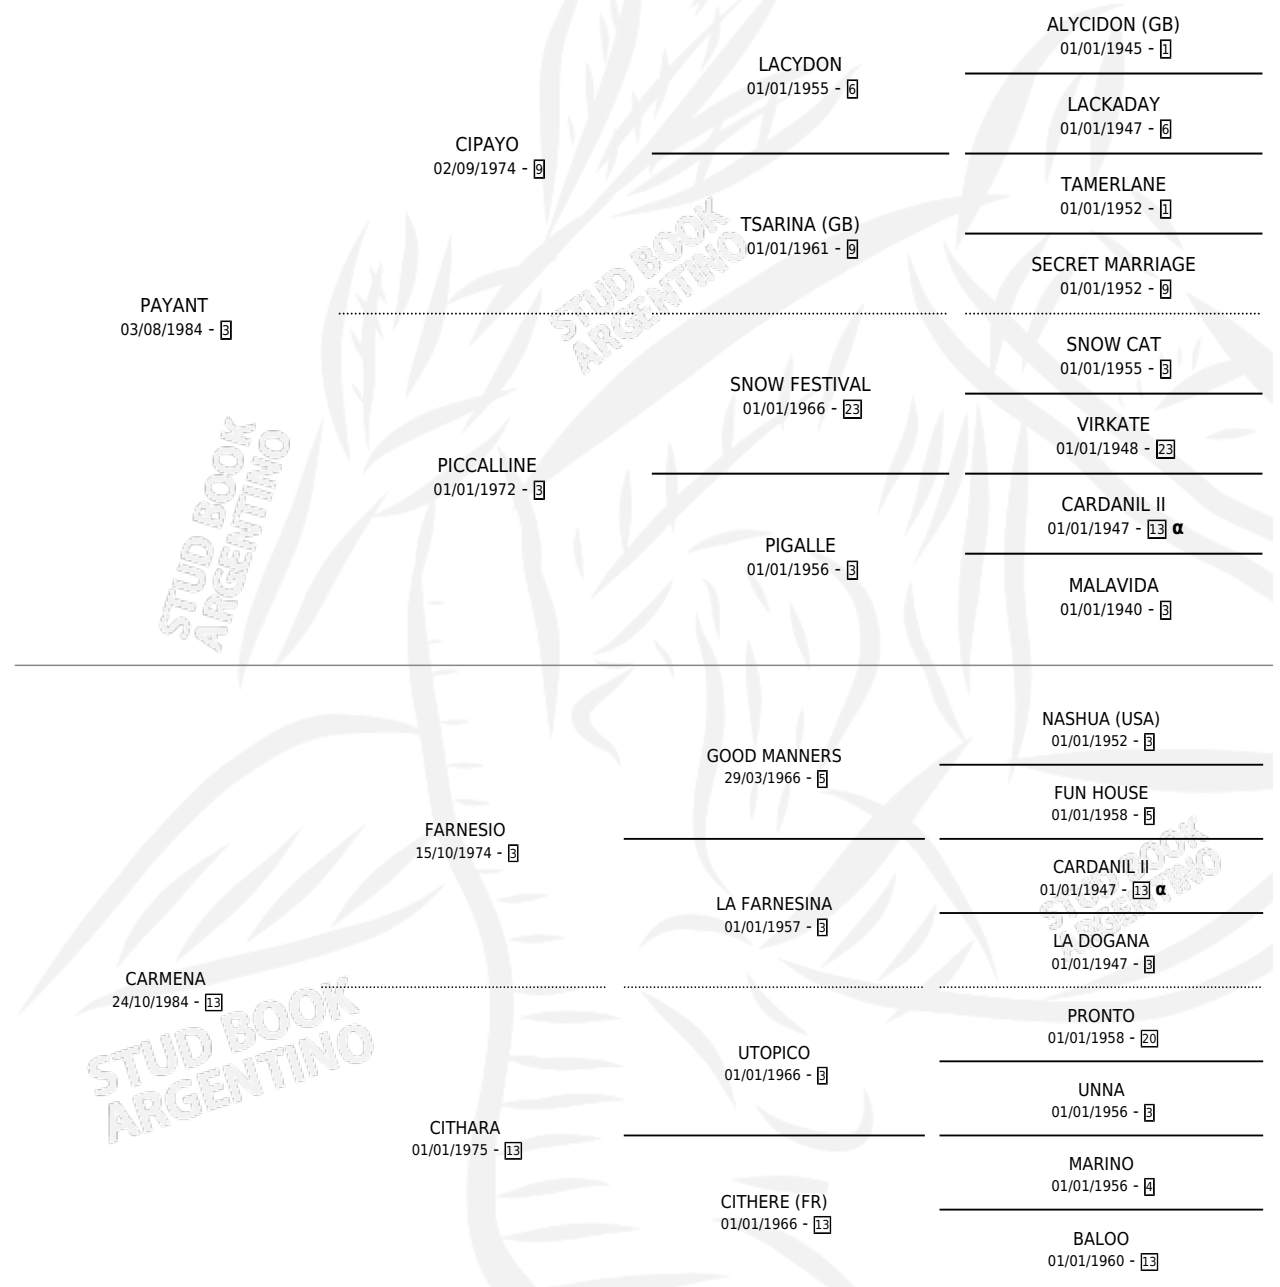 ALYCIDON (GB)
01/01/1945 - 1
LACYDON
01/01/1955 - 6
LACKADAY
01/01/1947 - 6
CIPAYO
02/09/1974 - 9
TAMERLANE
01/01/1952 - 1
TSARINA (GB)
01/01/1961 - 9
SECRET MARRIAGE
01/01/1952 - 9
PAYANT
03/08/1984 - 3
SNOW CAT
01/01/1955 - 3
SNOW FESTIVAL
01/01/1966 - 23
VIRKATE
01/01/1948 - 23
PICCALLINE
01/01/1972 - 3
CARDANIL II
01/01/1947 - 13 α
PIGALLE
01/01/1956 - 3
MALAVIDA
01/01/1940 - 3
NASHUA (USA)
01/01/1952 - 3
GOOD MANNERS
29/03/1966 - 5
FUN HOUSE
01/01/1958 - 5
FARNESIO
15/10/1974 - 3
CARDANIL II
01/01/1947 - 13 α
LA FARNESINA
01/01/1957 - 3
LA DOGANA
01/01/1947 - 3
CARMENA
24/10/1984 - 13
PRONTO
01/01/1958 - 20
UTOPICO
01/01/1966 - 3
UNNA
01/01/1956 - 3
CITHARA
01/01/1975 - 13
MARINO
01/01/1956 - 4
CITHERE (FR)
01/01/1966 - 13
BALOO
01/01/1960 - 13
STUD BOOK
ARGENTINO
STUD BOOK
ARGENTINO
STUD BOOK
ARGENTINO
STUD BOOK
ARGENTINO